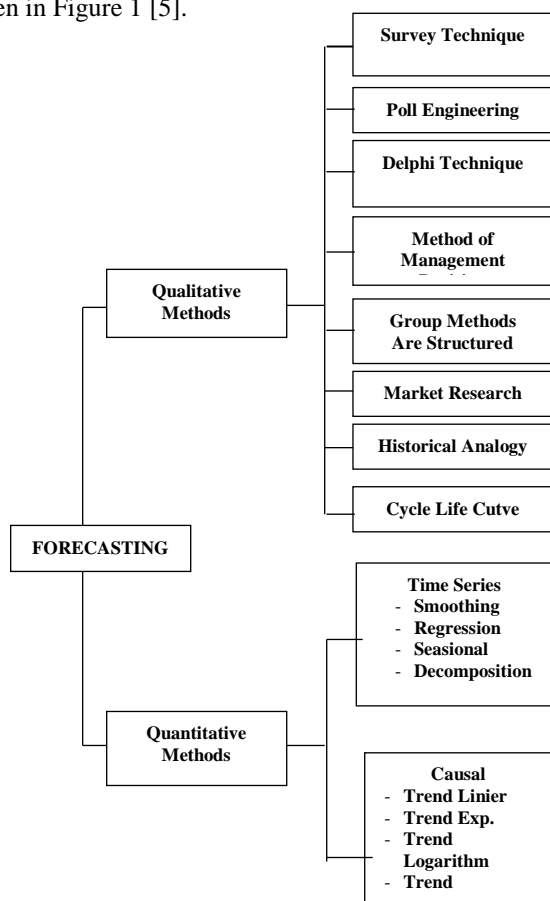 en in Figure 1 [5].
Survey Technique
Poll Engineering
Delphi Technique
Method of
Management
Qualitative
Methods
Group Methods
Are Structured
Market Research
Historical Analogy
Cycle Life Cutve
FORECASTING
Time Series
- Smoothing
- Regression
- Seasional
- Decomposition
Quantitative
Methods
Causal
- Trend Linier
- Trend Exp.
- Trend
Logarithm
- Trend